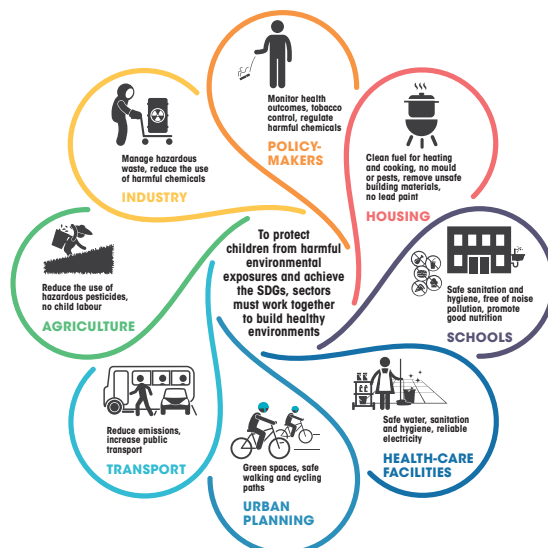 Monitor health
outcomes, tobacco
control, regulate
harmful chemicals
POLICY-
MAKERS
Clean fuel for heating
and cooking, no mould
or pests, remove unsafe
building materials,
no lead paint
HOUSING
Safe sanitation and
hygiene, free of noise
pollution, promote
good nutrition
SCHOOLS
Safe water, sanitation
and hygiene, reliable
electricity
HEALTH-CARE
FACILITIES
Green spaces, safe
walking and cycling
paths
URBAN
PLANNING
Reduce emissions,
increase public
transport
TRANSPORT
Reduce the use of
hazardous pesticides,
no child labour
AGRICULTURE
Manage hazardous
waste, reduce the use
of harmful chemicals
INDUSTRY
To protect
children from harmful
environmental
exposures and achieve
the SDGs, sectors
must work together
to build healthy
environments